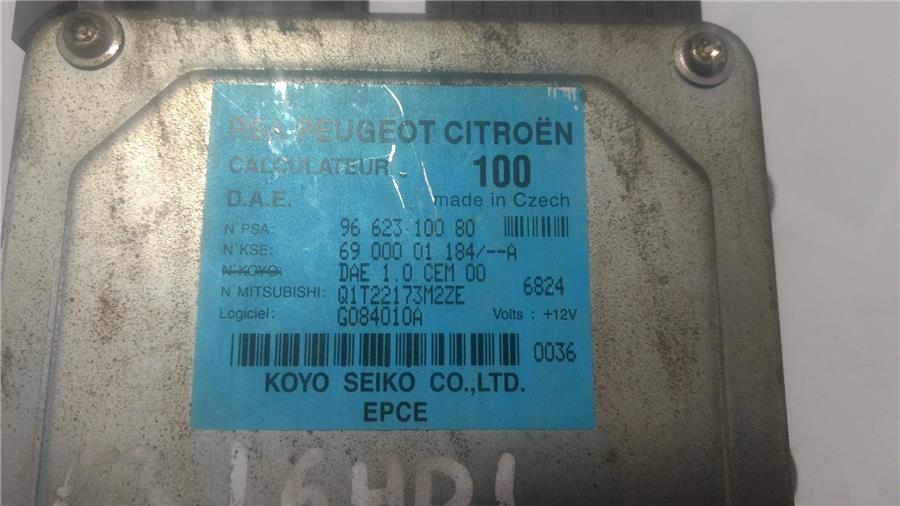 PSA PEUGEOT CITROËN
CALCULATEUR 100
D.A.E. made in Czech
N°PSA: 96 623 100 80
N°KSE: 69 000 01 184/--A
N°KOYO: DAE 1.0 CEM 00
N°MITSUBISHI: Q1T22173M2ZE 6824
Logiciel: G084010A Volts : +12V
0036
KOYO SEIKO CO.,LTD.
EPCE
1.6HDI